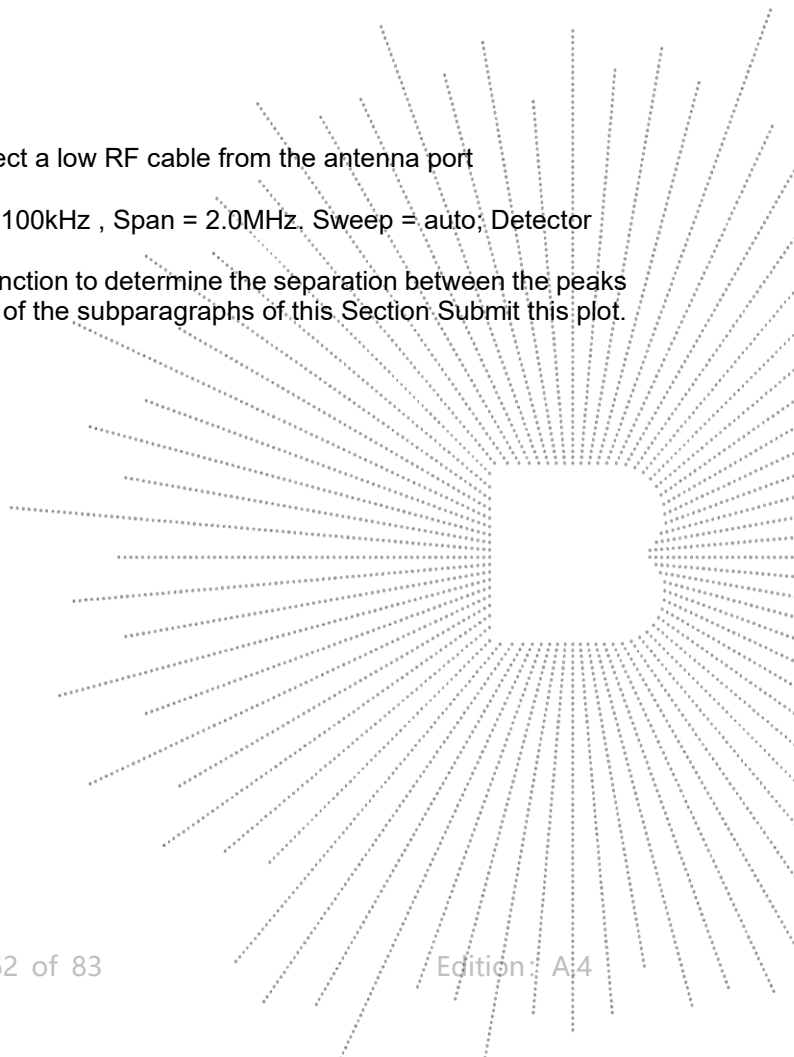 ect a low RF cable from the antenna port
100kHz , Span = 2.0MHz. Sweep = auto; Detector
nction to determine the separation between the peaks
of the subparagraphs of this Section Submit this plot.
62 of 83 Edition: A.4